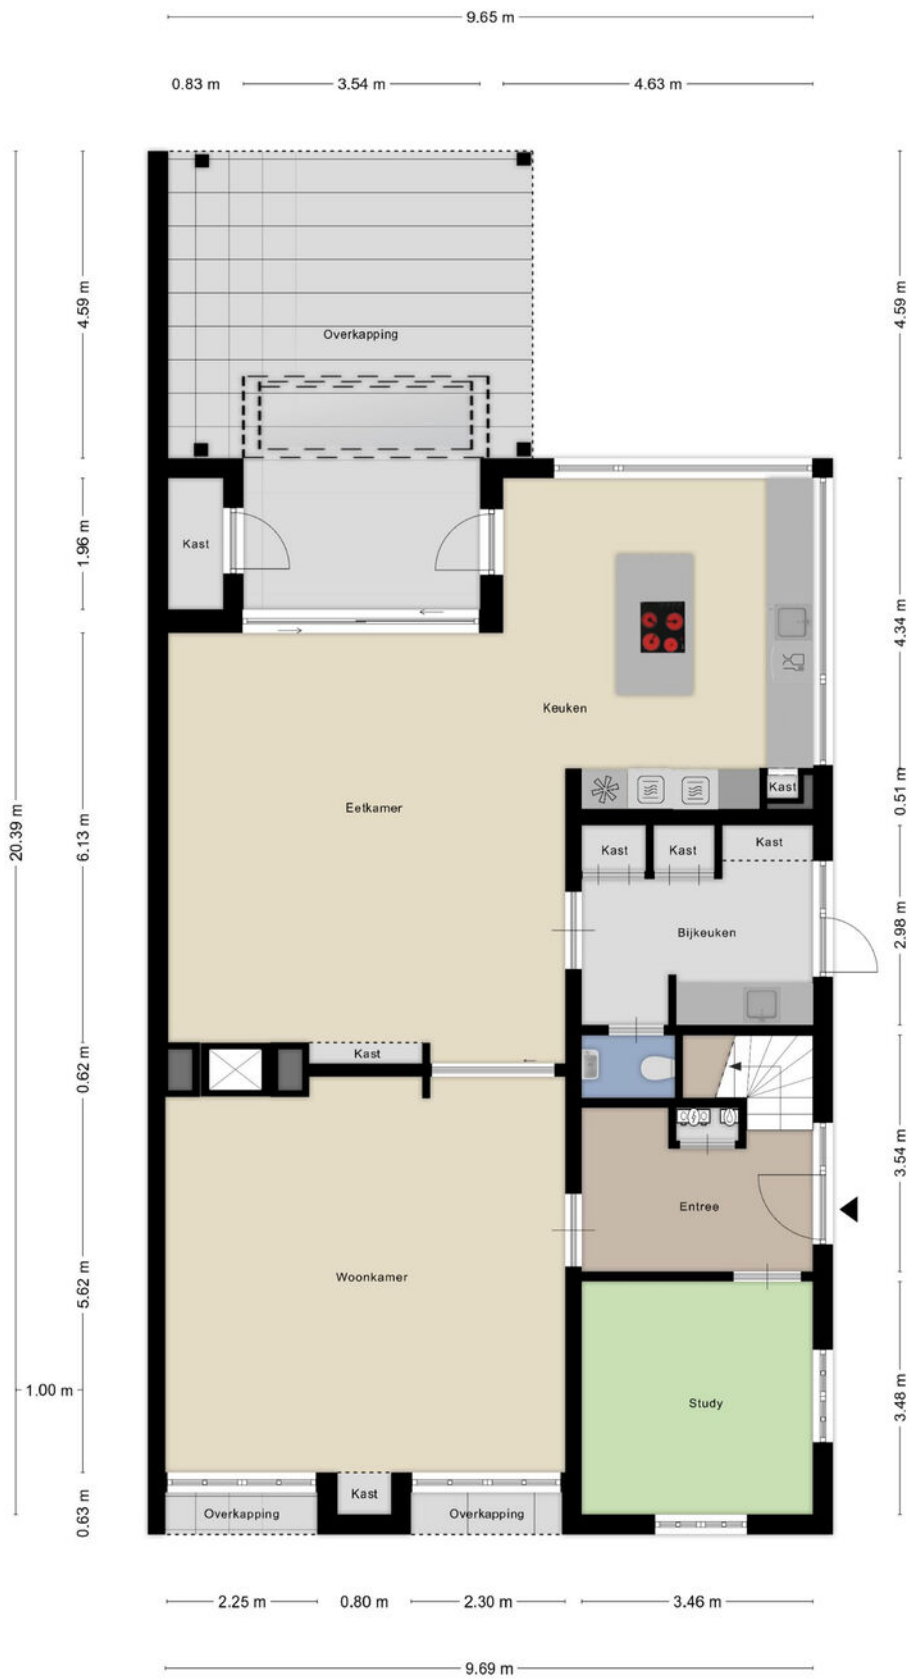 9.65 m
0.83 m
3.54 m
4.63 m
4.59 m
4.59 m
Overkapping
1.96 m
Kast
4.34 m
Keuken
20.39 m
6.13 m
Eetkamer
Kast
0.51 m
Kast
Kast
Kast
Bijkeuken
2.98 m
0.62 m
Kast
3.54 m
Entree
5.62 m
Woonkamer
1.00 m
Study
3.48 m
0.63 m
Overkapping
Kast
Overkapping
2.25 m
0.80 m
2.30 m
3.46 m
9.69 m